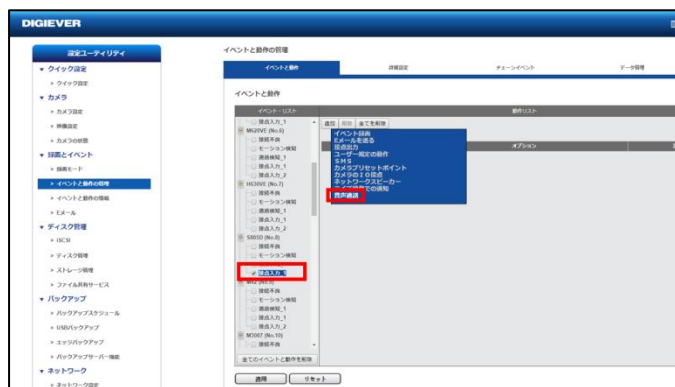 DIGIEVER
設定ユーティリティ
クイック設定
クイック設定
カメラ
カメラ設定
映像設定
カメラの状態
録画とイベント
録画モード
イベントと動作の管理
イベントと動作の情報
Eメール
ディスク管理
iSCSI
ディスク管理
ストレージ管理
ファイル共有サービス
バックアップ
バックアップスケジュール
USBバックアップ
エッジバックアップ
バックアップサーバー機能
ネットワーク
ネットワーク設定
イベントと動作の管理
イベントと動作
詳細設定
チェーンイベント
データ管理
イベントと動作
イベント - リスト
接点入力_1
接続不良
モーション検知
接点入力_1
接点入力_2
接続不良
モーション検知
接点入力_1
接点入力_2
接続不良
モーション検知
接点入力_1
接続不良
モーション検知
接点入力_1
接点入力_2
M3007 (No.10)
接続不良
全てのイベントと動作を削除
動作リスト
追加
削除
全てを削除
オプション
イベント録画
Eメールを送る
接点出力
ユーザー規定の動作
SMS
カメラプリセットポイント
カメラのIO接点
ネットワークスピーカー
音声通話
適用
リセット